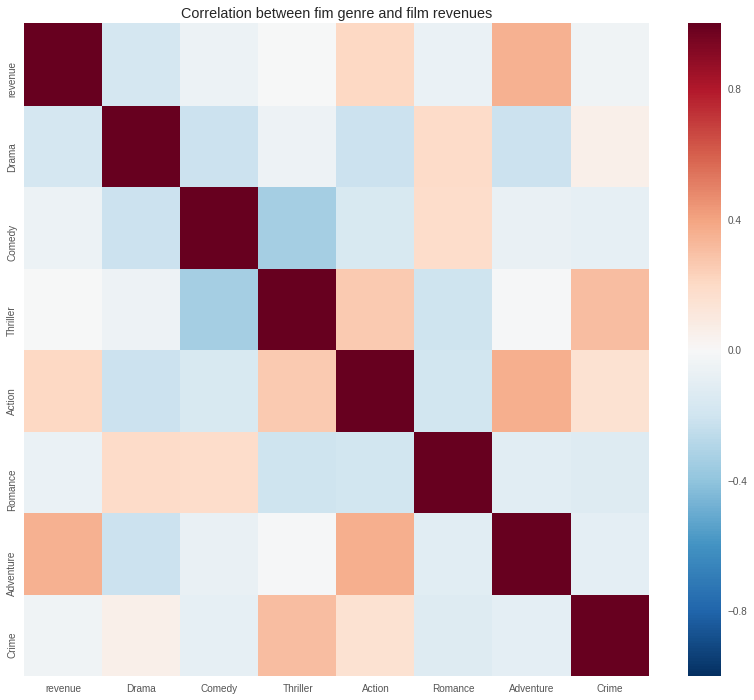 Correlation between fim genre and film revenues
revenue
Drama
Comedy
Thriller
Action
Romance
Adventure
Crime
revenue Drama Comedy Thriller Action Romance Adventure Crime
0.8
0.4
0.0
−0.4
−0.8